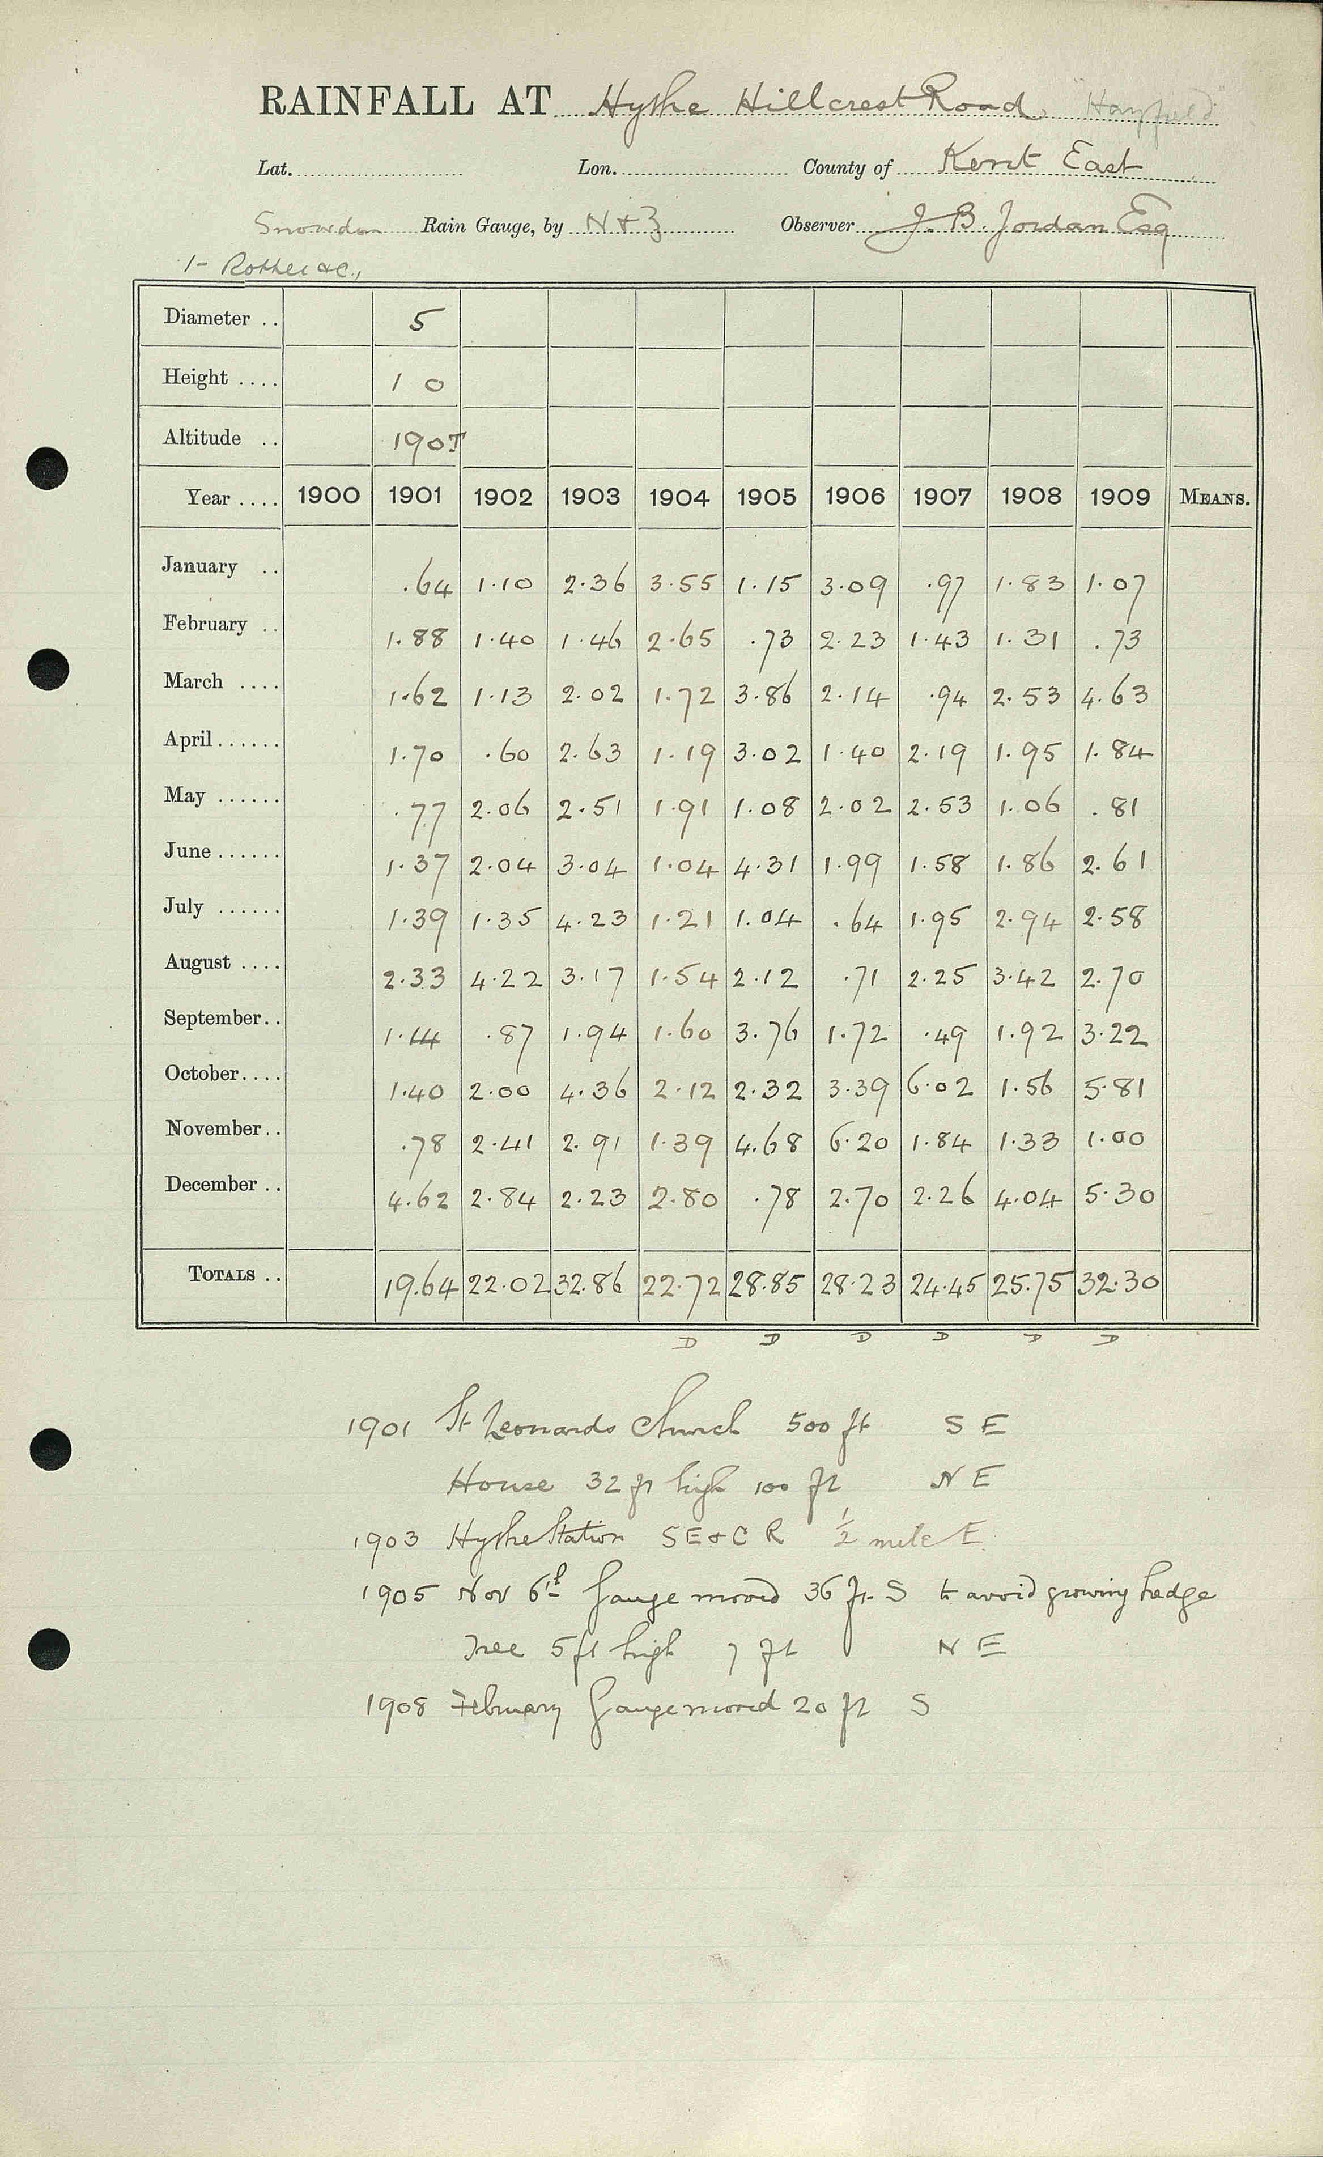 RAINFALL AT Hythe Hillcrest Road "Hayfield"
Lat. Lon. County of Kent East
Snowdon Rain Gauge, by N & Z Observer J. B. Jordan Esq
1- Rother &c.,
Diameter .. 5
Height .... 1 0
Altitude .. 190T
Year .... 1900 1901 1902 1903 1904 1905 1906 1907 1908 1909 MEANS.
January .. .64 1.10 2.36 3.55 1.15 3.09 .97 1.83 1.07
February .. 1.88 1.40 1.46 2.65 .73 2.23 1.43 1.31 .73
March .... 1.62 1.13 2.02 1.72 3.86 2.14 .94 2.53 4.63
April ...... 1.70 .60 2.63 1.19 3.02 1.40 2.19 1.95 1.84
May ...... .77 2.06 2.51 1.91 1.08 2.02 2.53 1.06 .81
June ...... 1.37 2.04 3.04 1.04 4.31 1.99 1.58 1.86 2.61
July ...... 1.39 1.35 4.23 1.21 1.04 .64 1.95 2.94 2.58
August .... 2.33 4.22 3.17 1.54 2.12 .71 2.25 3.42 2.70
September .. 1.14 .87 1.94 1.60 3.76 1.72 .49 1.92 3.22
October .... 1.40 2.00 4.36 2.12 2.32 3.39 6.02 1.56 5.81
November .. .78 2.41 2.91 1.39 4.68 6.20 1.84 1.33 1.00
December .. 4.62 2.84 2.23 2.80 .78 2.70 2.26 4.04 5.30
TOTALS .. 19.64 22.02 32.86 22.72 28.85 28.23 24.45 25.75 32.30
D D D D D D
1901 St Leonards Church 500 ft S E
House 32 ft high 100 ft N E
1903 Hythe Station SE & C R ½ mile E.
1905 Nov 6th Gauge moved 36 ft. S to avoid growing hedge
Tree 5 ft high 7 ft N E
1908 February Gauge moved 20 ft S